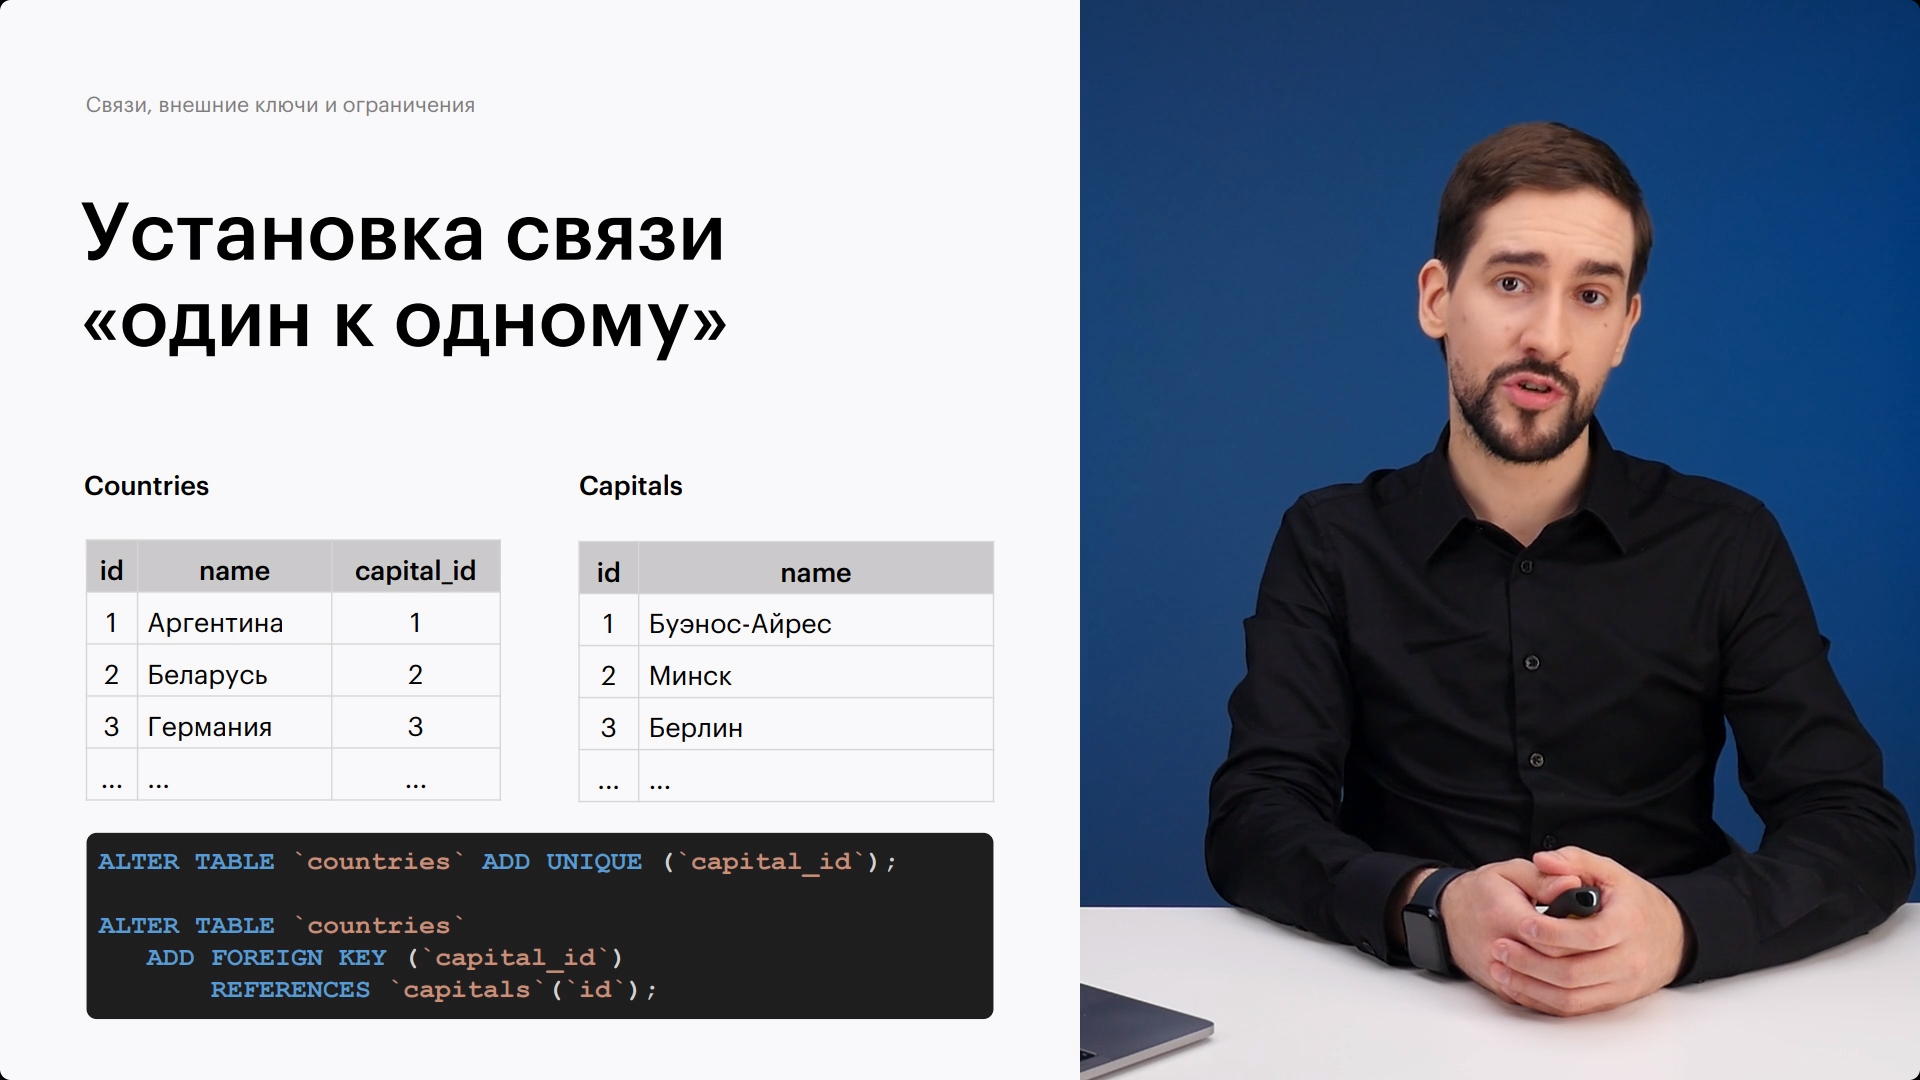 Связи, внешние ключи и ограничения
Установка связи
«один к одному»
Countries
id name capital_id
1 Аргентина 1
2 Беларусь 2
3 Германия 3
... ... ...
Capitals
id name
1 Буэнос-Айрес
2 Минск
3 Берлин
... ...
ALTER TABLE `countries` ADD UNIQUE (`capital_id`);
ALTER TABLE `countries`
ADD FOREIGN KEY (`capital_id`)
REFERENCES `capitals`(`id`);